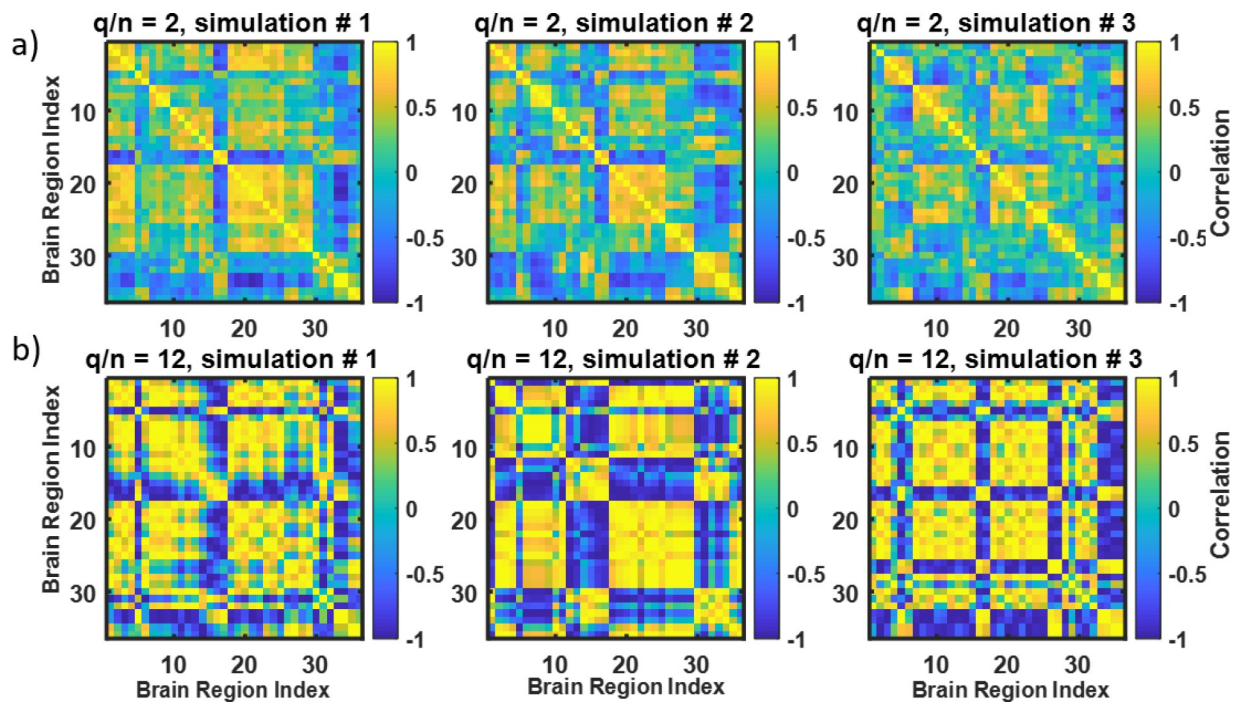 a)
q/n = 2, simulation # 1
q/n = 2, simulation # 2
q/n = 2, simulation # 3
Brain Region Index
10
20
30
10 20 30
1
0.5
0
-0.5
-1
10
20
30
10 20 30
1
0.5
0
-0.5
-1
10
20
30
10 20 30
1
0.5
0
-0.5
-1
Correlation
b)
q/n = 12, simulation # 1
q/n = 12, simulation # 2
q/n = 12, simulation # 3
Brain Region Index
10
20
30
10 20 30
Brain Region Index
1
0.5
0
-0.5
-1
10
20
30
10 20 30
Brain Region Index
1
0.5
0
-0.5
-1
10
20
30
10 20 30
Brain Region Index
1
0.5
0
-0.5
-1
Correlation